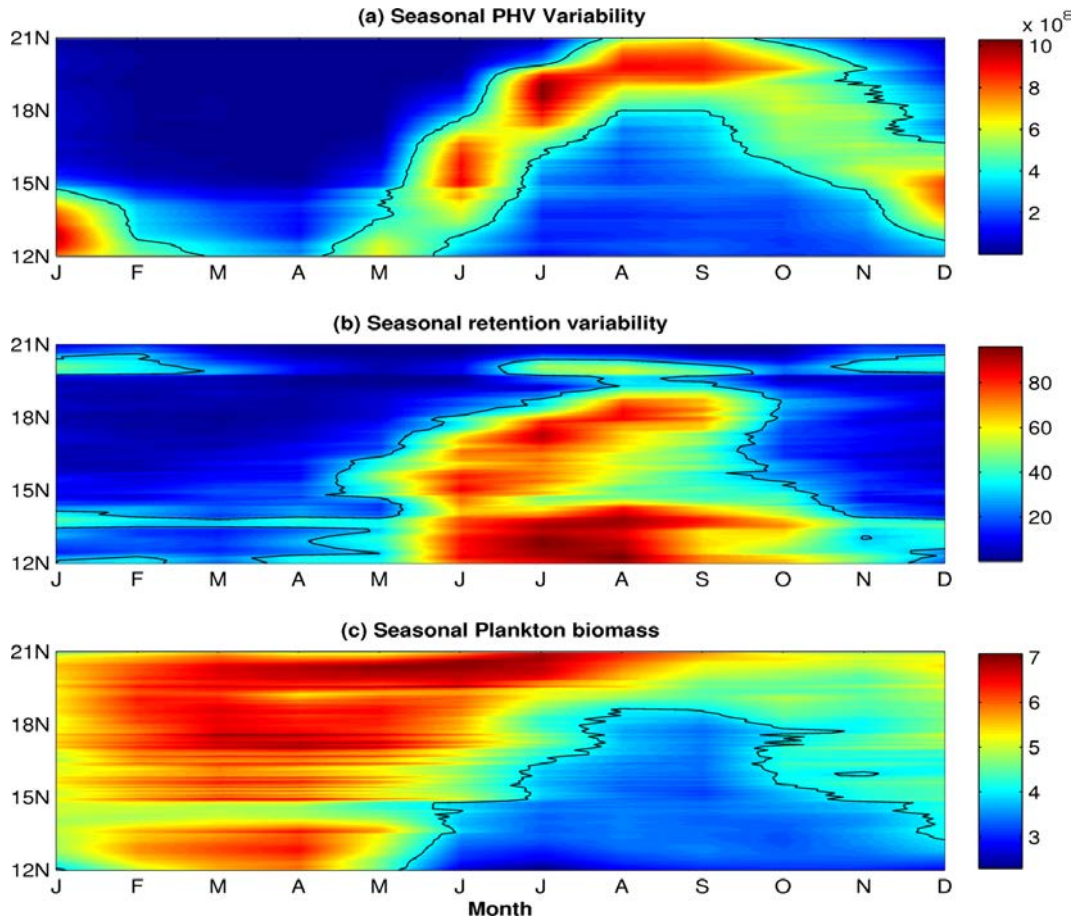 (a) Seasonal PHV Variability
x 10⁸
21N
18N
15N
12N
J F M A M J J A S O N D
10
8
6
4
2
(b) Seasonal retention variability
21N
18N
15N
12N
J F M A M J J A S O N D
80
60
40
20
(c) Seasonal Plankton biomass
21N
18N
15N
12N
J F M A M J J A S O N D
Month
7
6
5
4
3